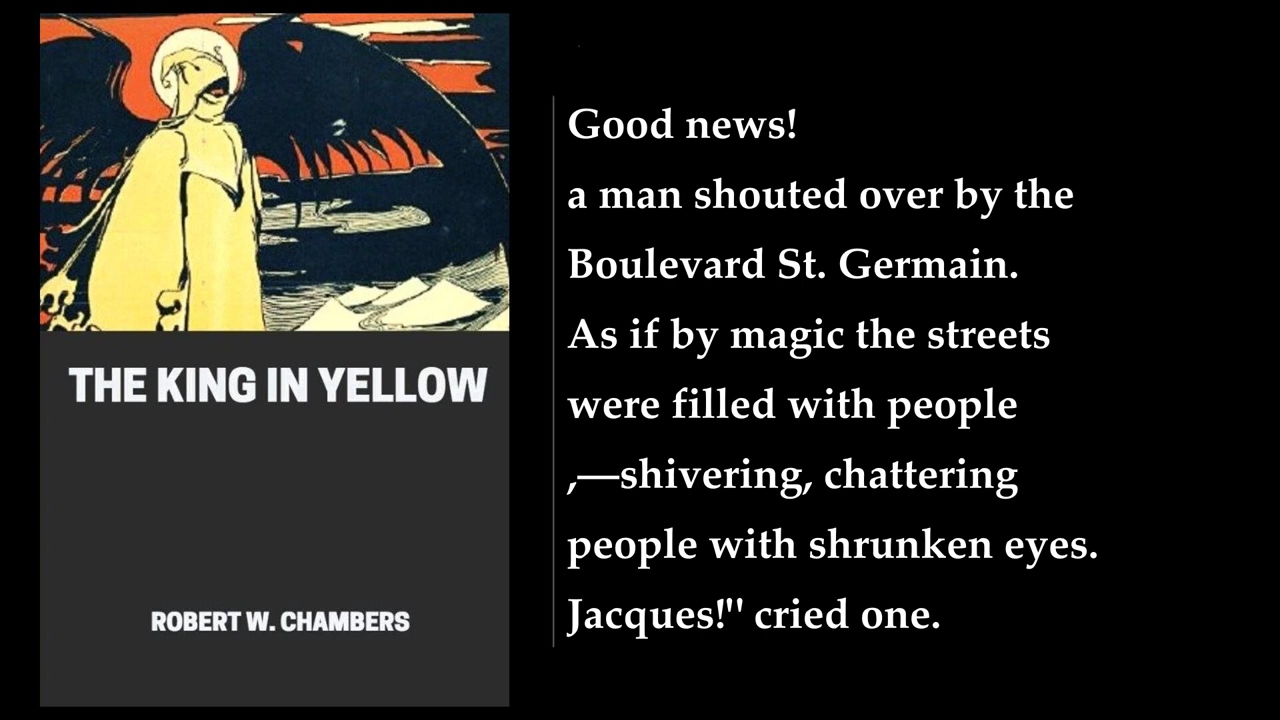 THE KING IN YELLOW
ROBERT W. CHAMBERS
Good news!
a man shouted over by the
Boulevard St. Germain.
As if by magic the streets
were filled with people
,—shivering, chattering
people with shrunken eyes.
Jacques!" cried one.